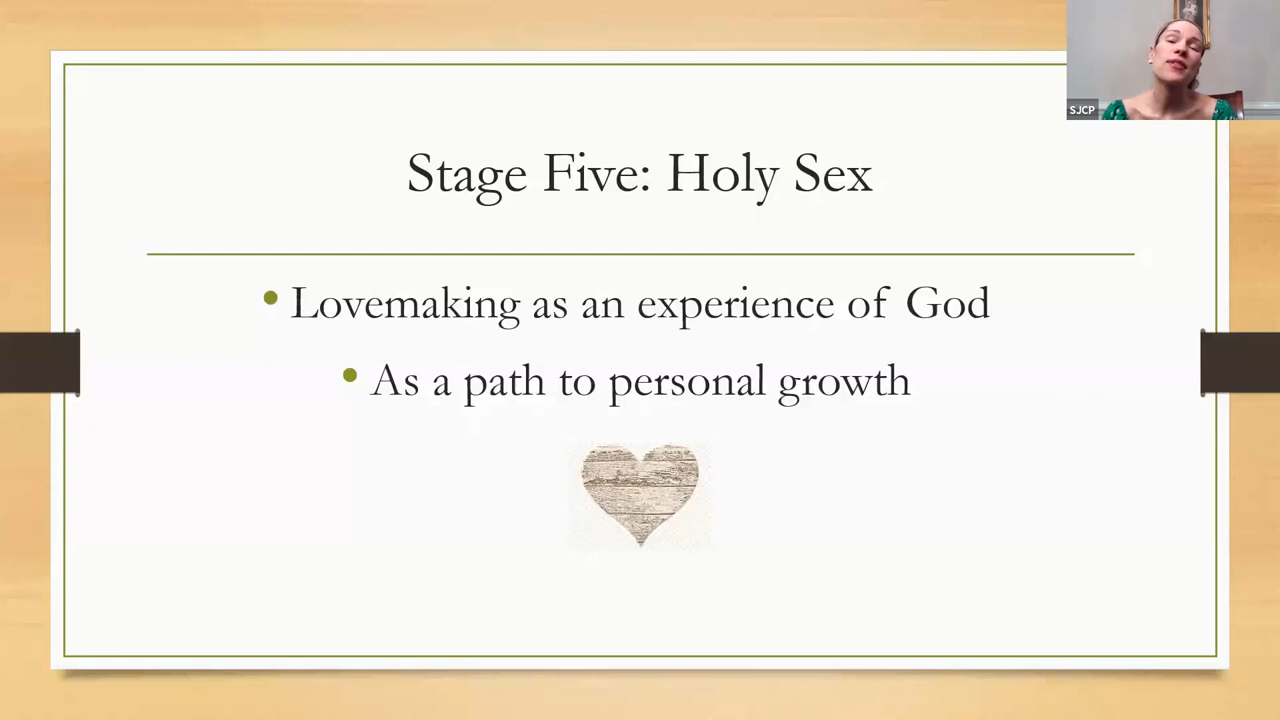 SJCP
Stage Five: Holy Sex
• Lovemaking as an experience of God
• As a path to personal growth